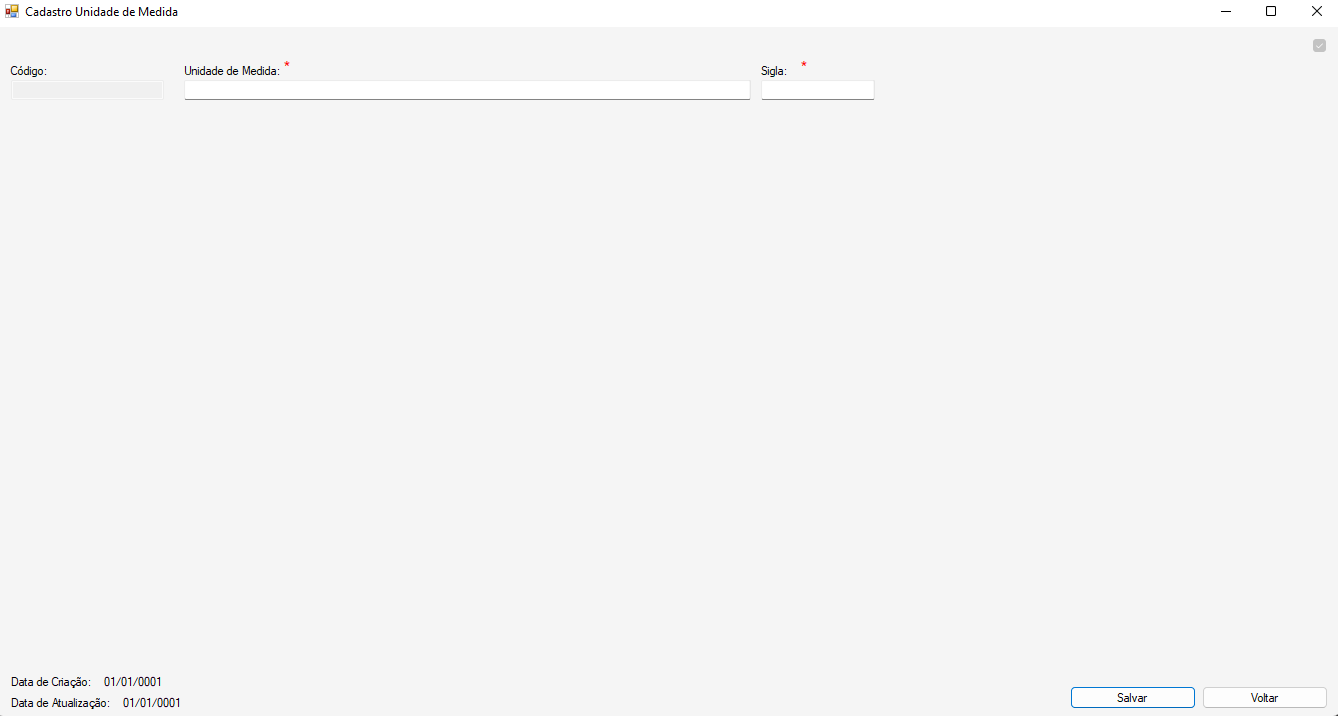 Cadastro Unidade de Medida
Código:
Unidade de Medida: *
Sigla: *
Data de Criação: 01/01/0001
Data de Atualização: 01/01/0001
Salvar
Voltar